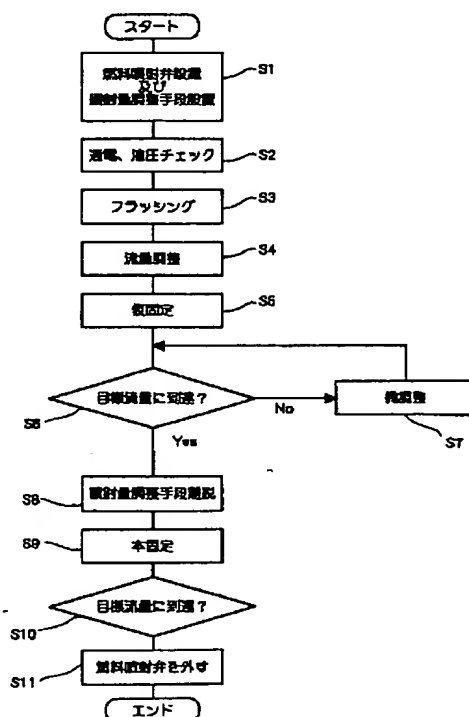 スタート
燃料噴射弁設置
及び
噴射量調整手段設置
S1
通電、油圧チェック
S2
フラッシング
S3
流量調整
S4
仮固定
S5
目標流量に到達?
S6
No
微調整
S7
Yes
噴射量調整手段離脱
S8
本固定
S9
目標流量に到達?
S10
燃料噴射弁を外す
S11
エンド